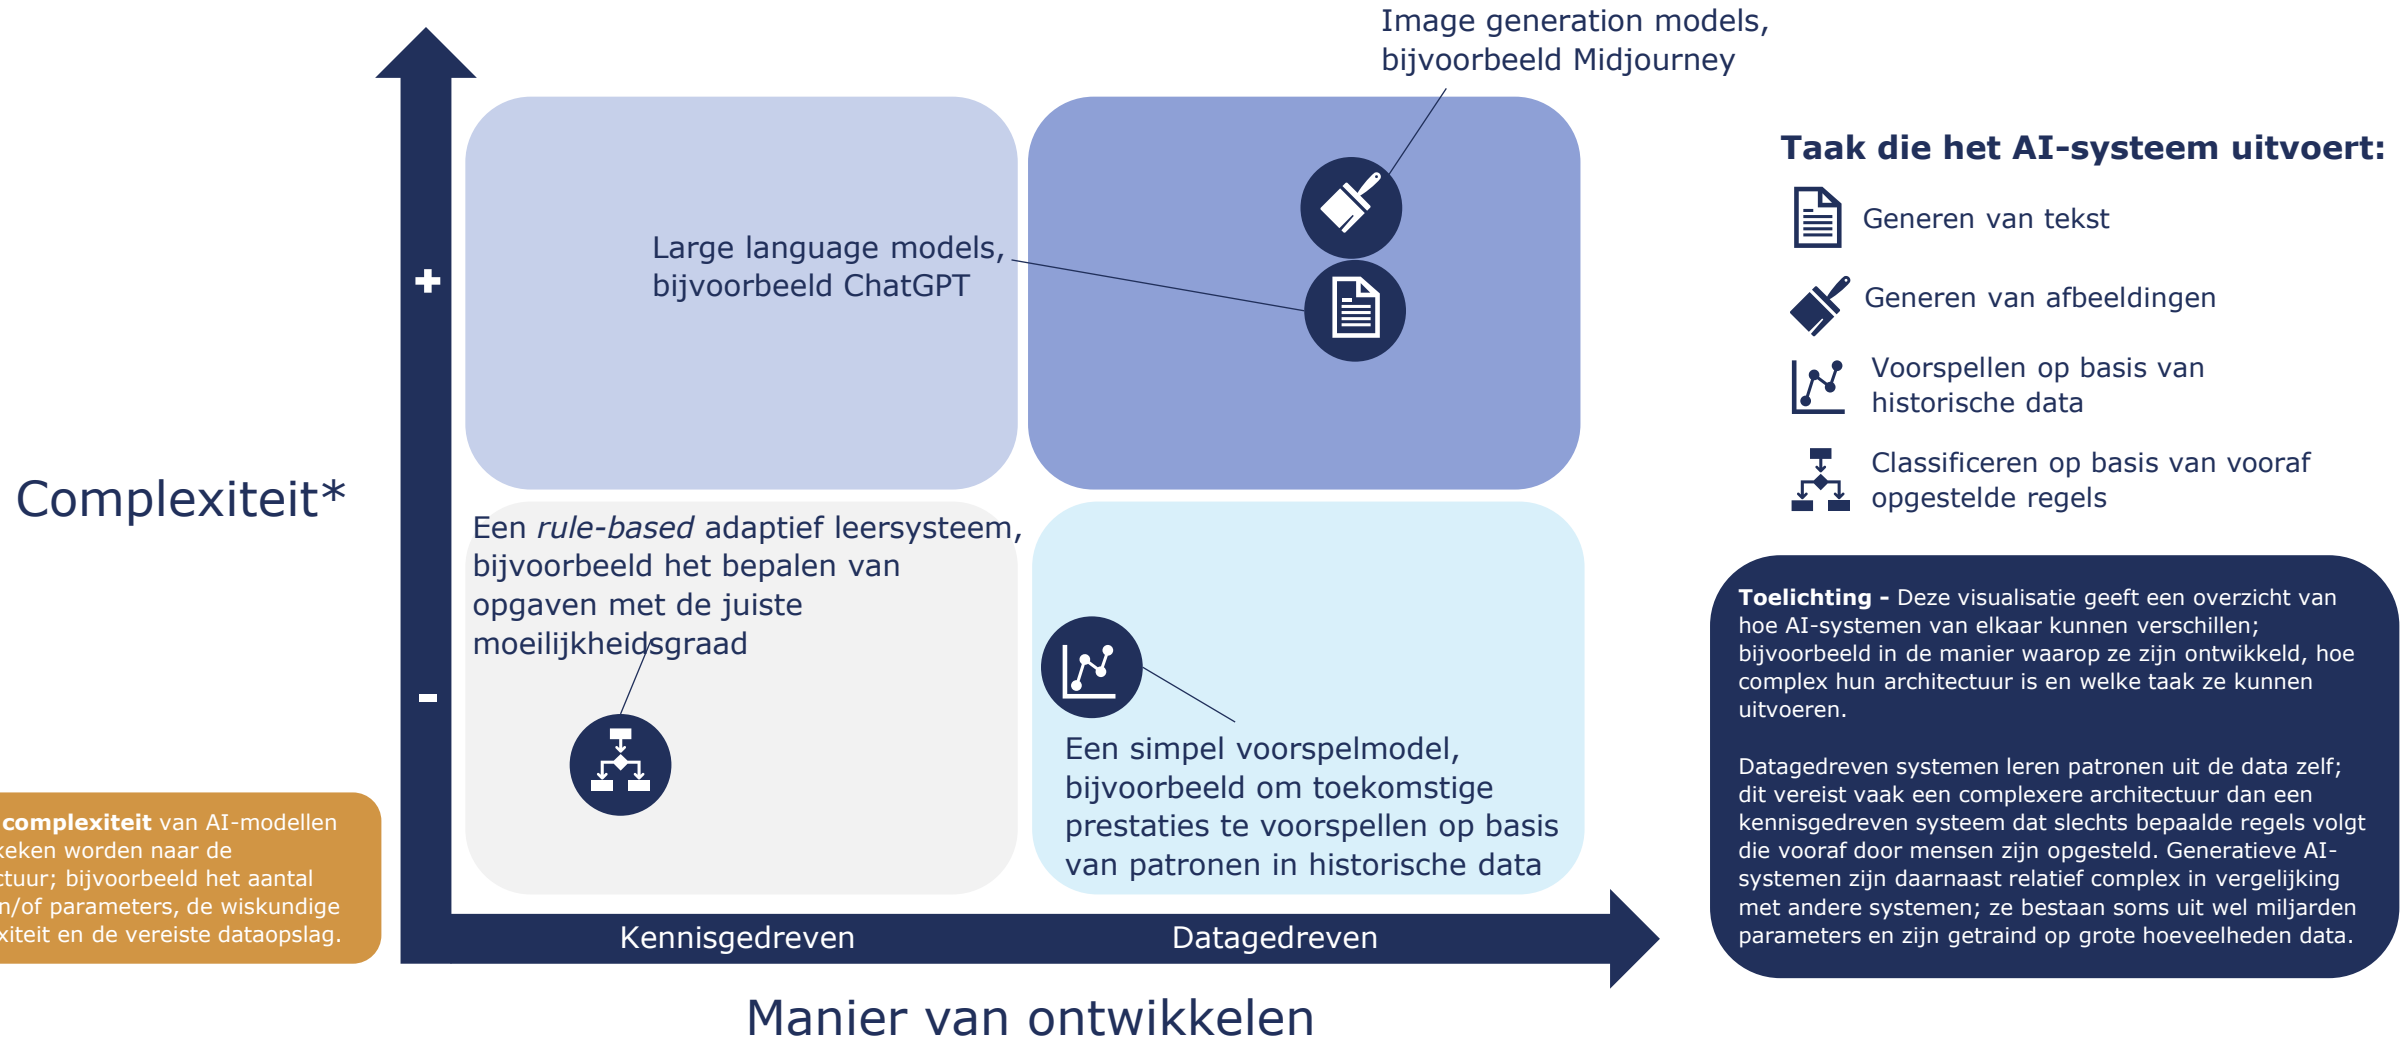 Image generation models,
bijvoorbeeld Midjourney
Large language models,
bijvoorbeeld ChatGPT
+
Complexiteit*
Een rule-based adaptief leersysteem,
bijvoorbeeld het bepalen van
opgaven met de juiste
moeilijkheidsgraad
-
Een simpel voorspelmodel,
bijvoorbeeld om toekomstige
prestaties te voorspellen op basis
van patronen in historische data
complexiteit van AI-modellen
worden naar de
bijvoorbeeld het aantal
parameters, de wiskundige
en de vereiste dataopslag.
Kennisgedreven
Datagedreven
Manier van ontwikkelen
Taak die het AI-systeem uitvoert:
Generen van tekst
Generen van afbeeldingen
Voorspellen op basis van
historische data
Classificeren op basis van vooraf
opgestelde regels
Toelichting - Deze visualisatie geeft een overzicht van
hoe AI-systemen van elkaar kunnen verschillen;
bijvoorbeeld in de manier waarop ze zijn ontwikkeld, hoe
complex hun architectuur is en welke taak ze kunnen
uitvoeren.
Datagedreven systemen leren patronen uit de data zelf;
dit vereist vaak een complexere architectuur dan een
kennisgedreven systeem dat slechts bepaalde regels volgt
die vooraf door mensen zijn opgesteld. Generatieve AI-
systemen zijn daarnaast relatief complex in vergelijking
met andere systemen; ze bestaan soms uit wel miljarden
parameters en zijn getraind op grote hoeveelheden data.